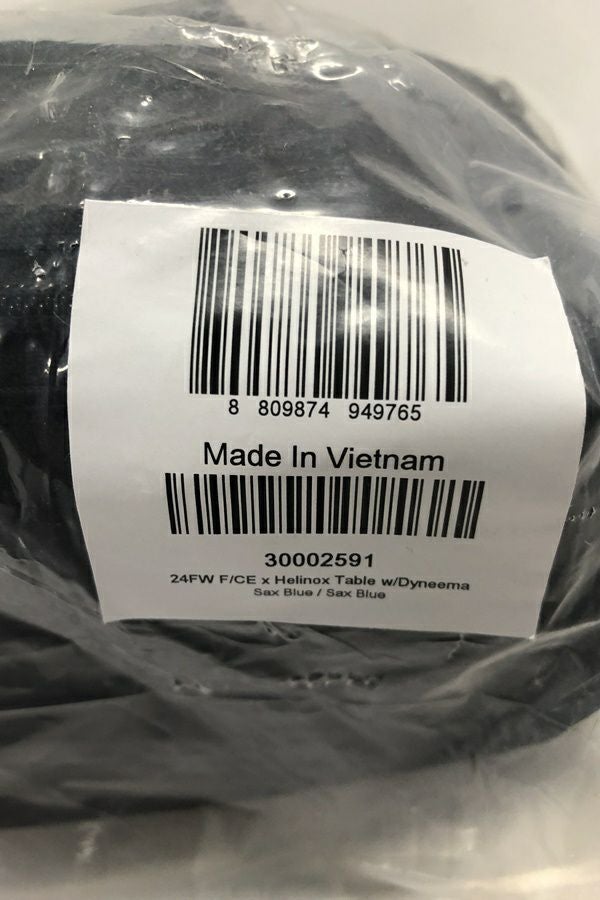 8 809874 949765
Made In Vietnam
30002591
24FW F/CE x Helinox Table w/Dyneema
Sax Blue / Sax Blue